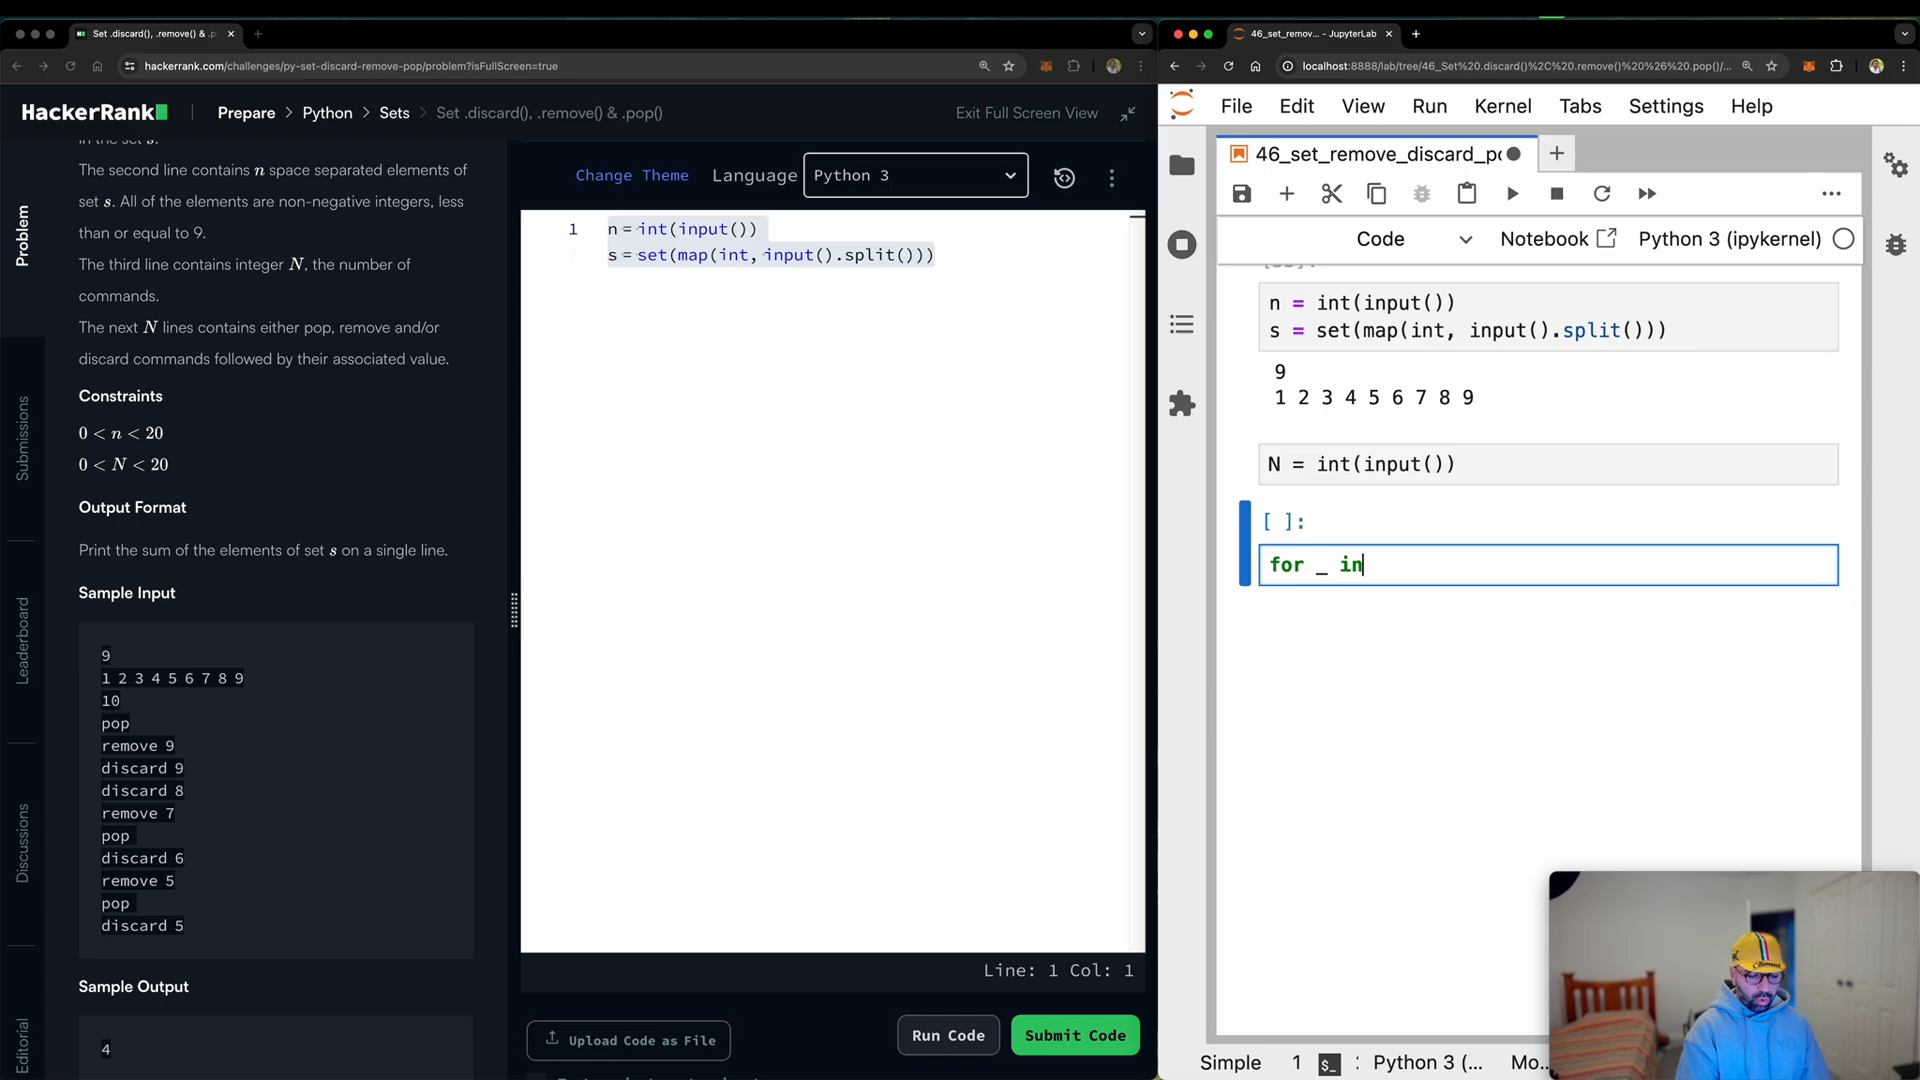 Set .discard(), .remove() & .p
hackerrank.com/challenges/py-set-discard-remove-pop/problem?isFullScreen=true
HackerRank
Prepare > Python > Sets > Set .discard(), .remove() & .pop()
Exit Full Screen View
Problem
Submissions
Leaderboard
Discussions
Editorial
in the set s.
The second line contains n space separated elements of
set s. All of the elements are non-negative integers, less
than or equal to 9.
The third line contains integer N, the number of
commands.
The next N lines contains either pop, remove and/or
discard commands followed by their associated value.
Constraints
0 < n < 20
0 < N < 20
Output Format
Print the sum of the elements of set s on a single line.
Sample Input
9
1 2 3 4 5 6 7 8 9
10
pop
remove 9
discard 9
discard 8
remove 7
pop
discard 6
remove 5
pop
discard 5
Sample Output
4
Change Theme
Language
Python 3
1
n = int(input())
s = set(map(int, input().split()))
Line: 1 Col: 1
Upload Code as File
Run Code
Submit Code
46_set_remov... - JupyterLab
localhost:8888/lab/tree/46_Set%20.discard()%2C%20.remove()%20%26%20.pop()/...
File Edit View Run Kernel Tabs Settings Help
46_set_remove_discard_po
Code
Notebook
Python 3 (ipykernel)
n = int(input())
s = set(map(int, input().split()))
9
1 2 3 4 5 6 7 8 9
N = int(input())
[ ]:
for _ in
Simple
1
$_
Python 3 (...
Mo...